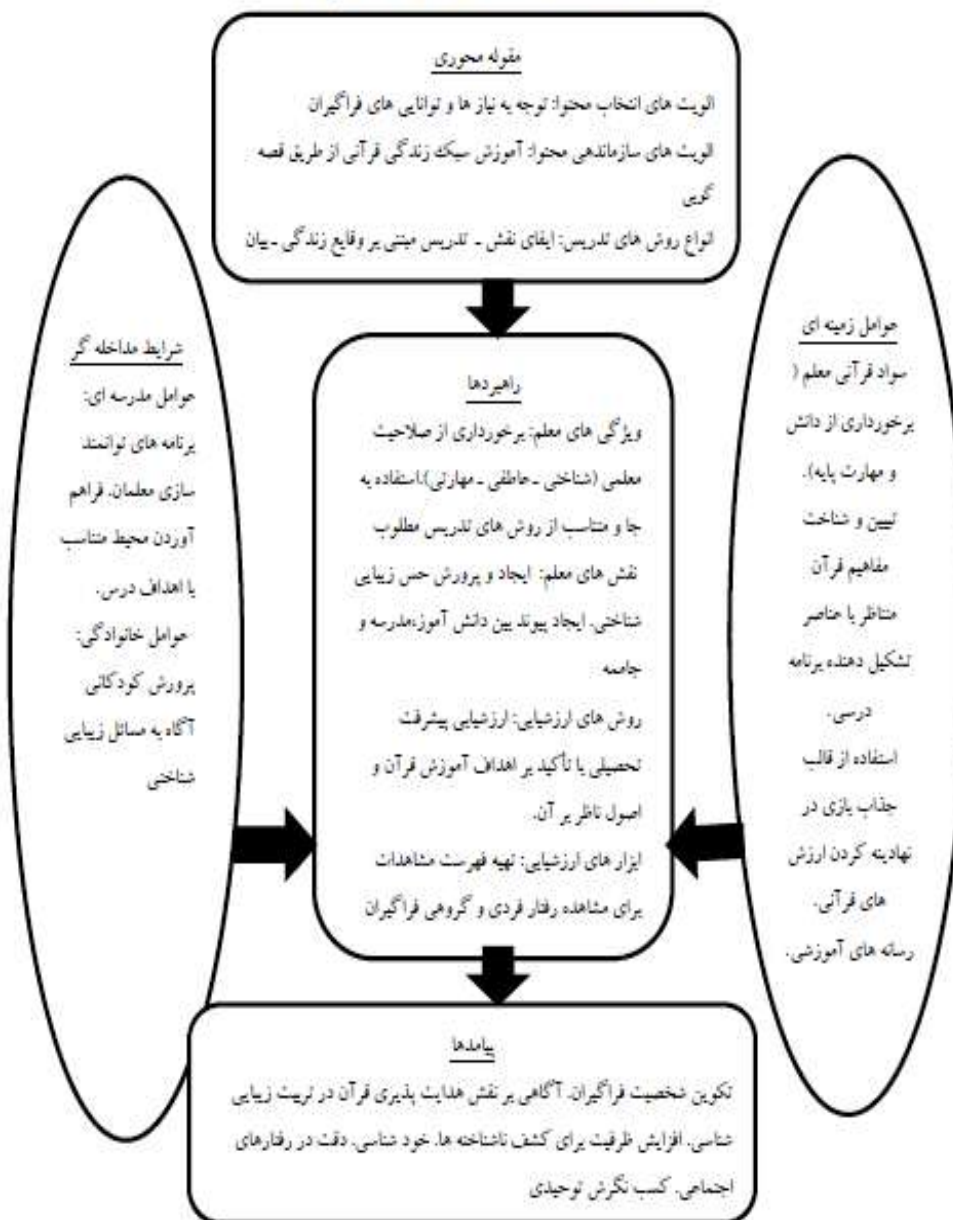 مقوله محوری
الویت های انتخاب محتوا: توجه به نیاز ها و توانایی های فراگیران
الویت های سازماندهی محتوا: آموزش سبک زندگی قرآنی از طریق قصه
گویی
انواع روش های تدریس: ایفای نقش ـ تدریس مبتنی بر وقایع زندگی ـ بیان
عوامل زمینه ای
سواد قرآنی معلم (
برخورداری از دانش
و مهارت پایه).
تبیین و شناخت
مفاهیم قرآن
متناظر با عناصر
تشکیل دهنده برنامه
درسی.
استفاده از قالب
جذاب بازی در
نهادینه کردن ارزش
های قرآنی.
رسانه های آموزشی.
راهبردها
ویژگی های معلم: برخورداری از صلاحیت
معلمی (شناختی ـ عاطفی ـ مهارتی).استفاده به
جا و متناسب از روش های تدریس مطلوب
نقش های معلم: ایجاد و پرورش حس زیبایی
شناختی. ایجاد پیوند بین دانش آموز،مدرسه و
جامعه
روش های ارزشیابی: ارزشیابی پیشرفت
تحصیلی با تأکید بر اهداف آموزش قرآن و
اصول ناظر بر آن.
ابزار های ارزشیابی: تهیه فهرست مشاهدات
برای مشاهده رفتار فردی و گروهی فراگیران
شرایط مداخله گر
عوامل مدرسه ای:
برنامه های توانمند
سازی معلمان. فراهم
آوردن محیط متناسب
با اهداف درس.
عوامل خانوادگی:
پرورش کودکانی
آگاه به مسائل زیبایی
شناختی
پیامدها
تکوین شخصیت فراگیران. آگاهی بر نقش هدایت پذیری قرآن در تربیت زیبایی
شناسی. افزایش ظرفیت برای کشف ناشناخته ها. خود شناسی. دقت در رفتارهای
اجتماعی. کسب نگرش توحیدی